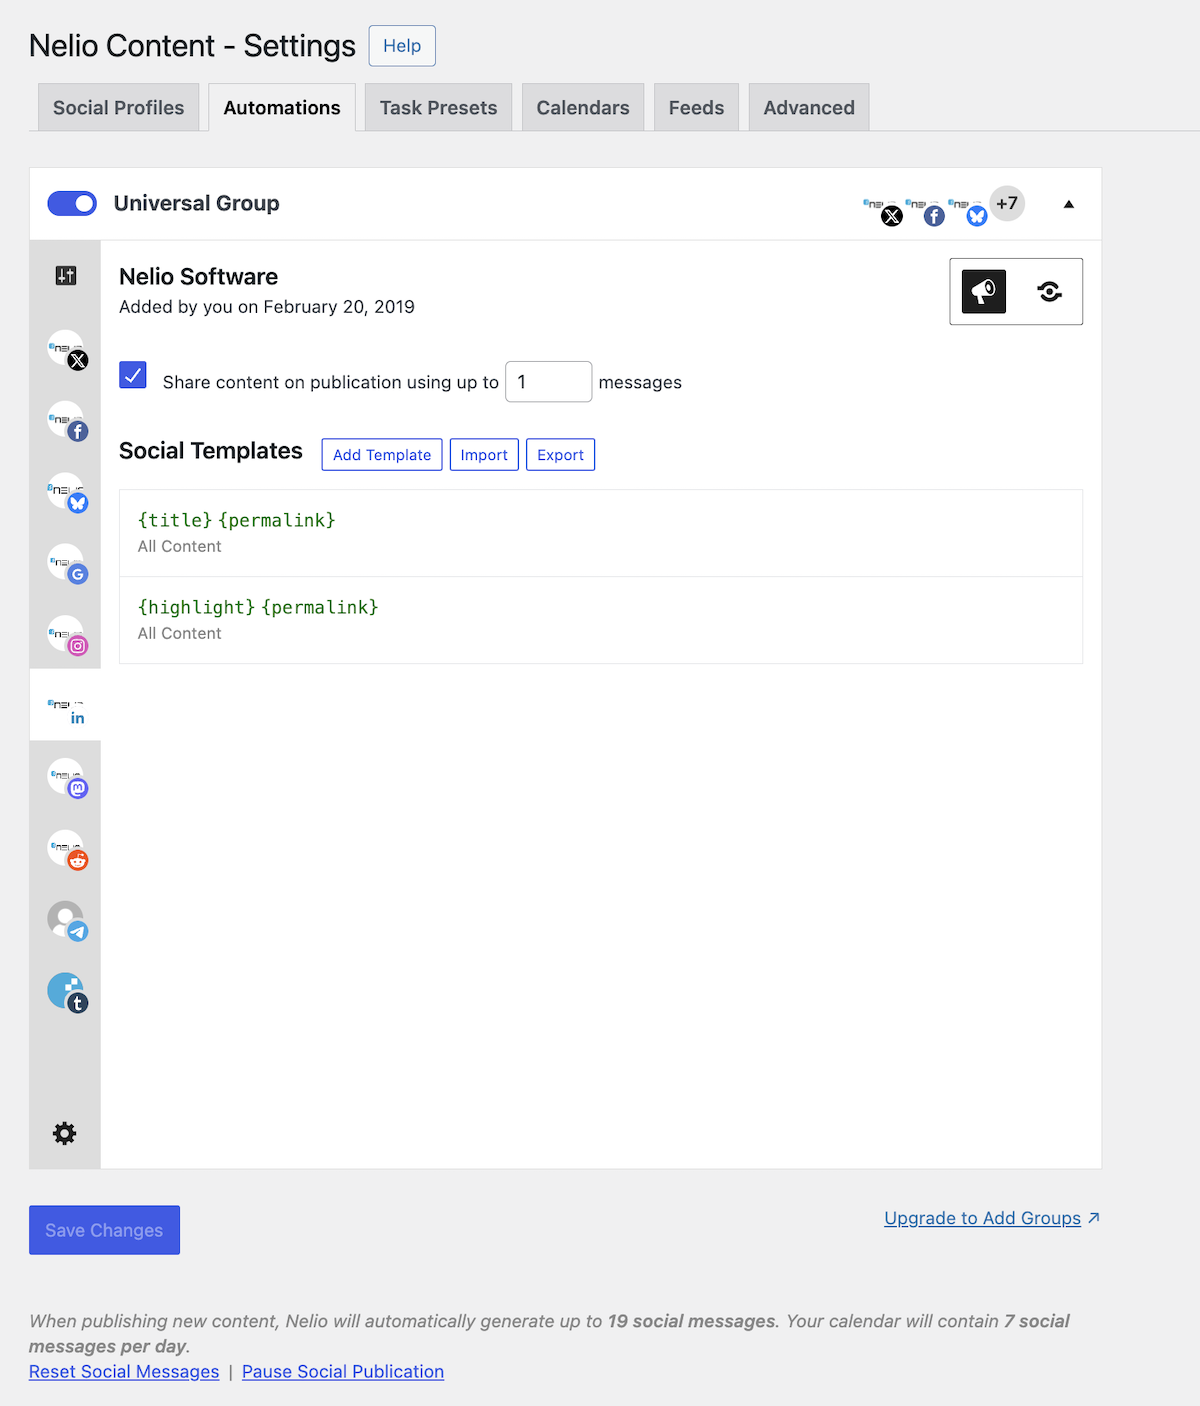 Nelio Content - Settings Help
Social Profiles Automations Task Presets Calendars Feeds Advanced
Universal Group +7
Nelio Software
Added by you on February 20, 2019
Share content on publication using up to 1 messages
Social Templates Add Template Import Export
{title} {permalink}
All Content
{highlight} {permalink}
All Content
Save Changes
Upgrade to Add Groups
When publishing new content, Nelio will automatically generate up to 19 social messages. Your calendar will contain 7 social
messages per day.
Reset Social Messages | Pause Social Publication